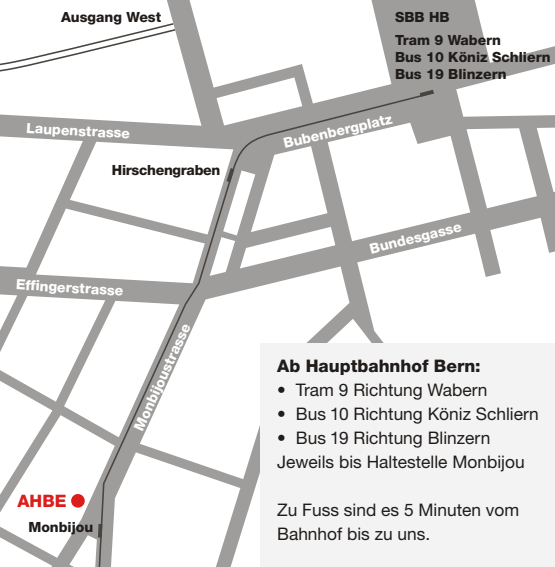 Ausgang West
SBB HB
Tram 9 Wabern
Bus 10 Köniz Schliern
Bus 19 Blinzern
Laupenstrasse
Bubenbergplatz
Hirschengraben
Bundesgasse
Effingerstrasse
Monbijoustrasse
Ab Hauptbahnhof Bern:
• Tram 9 Richtung Wabern
• Bus 10 Richtung Köniz Schliern
• Bus 19 Richtung Blinzern
Jeweils bis Haltestelle Monbijou
Zu Fuss sind es 5 Minuten vom
Bahnhof bis zu uns.
AHBE
Monbijou